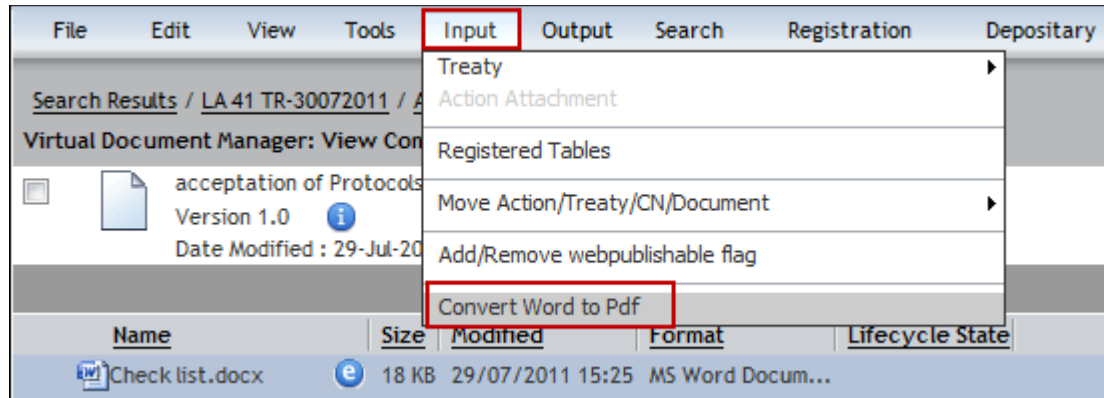 File Edit View Tools Input Output Search Registration Depositary
Treaty
Search Results / LA 41 TR-30072011 / Action Attachment
Virtual Document Manager: View
Registered Tables
acceptation of Protocols
Move Action/Treaty/CN/Document
Version 1.0
Date Modified : 29-Jul-20
Add/Remove webpublishable flag
Convert Word to Pdf
Name Size Modified Format Lifecycle State
Check list.docx 18 KB 29/07/2011 15:25 MS Word Docum...